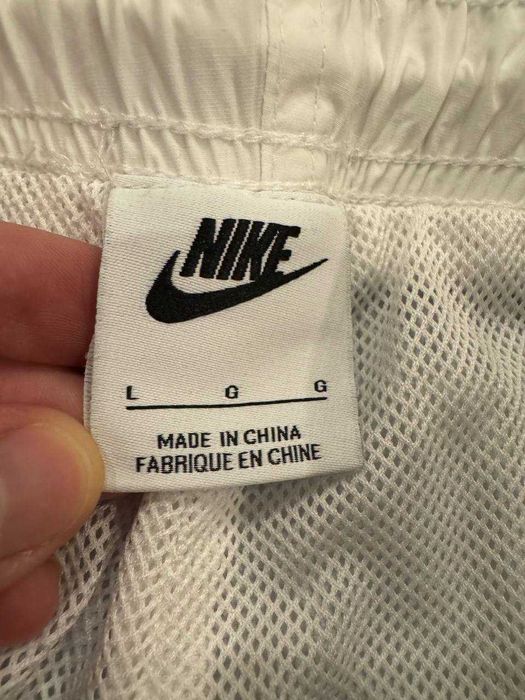 NIKE
L G G
MADE IN CHINA
FABRIQUE EN CHINE